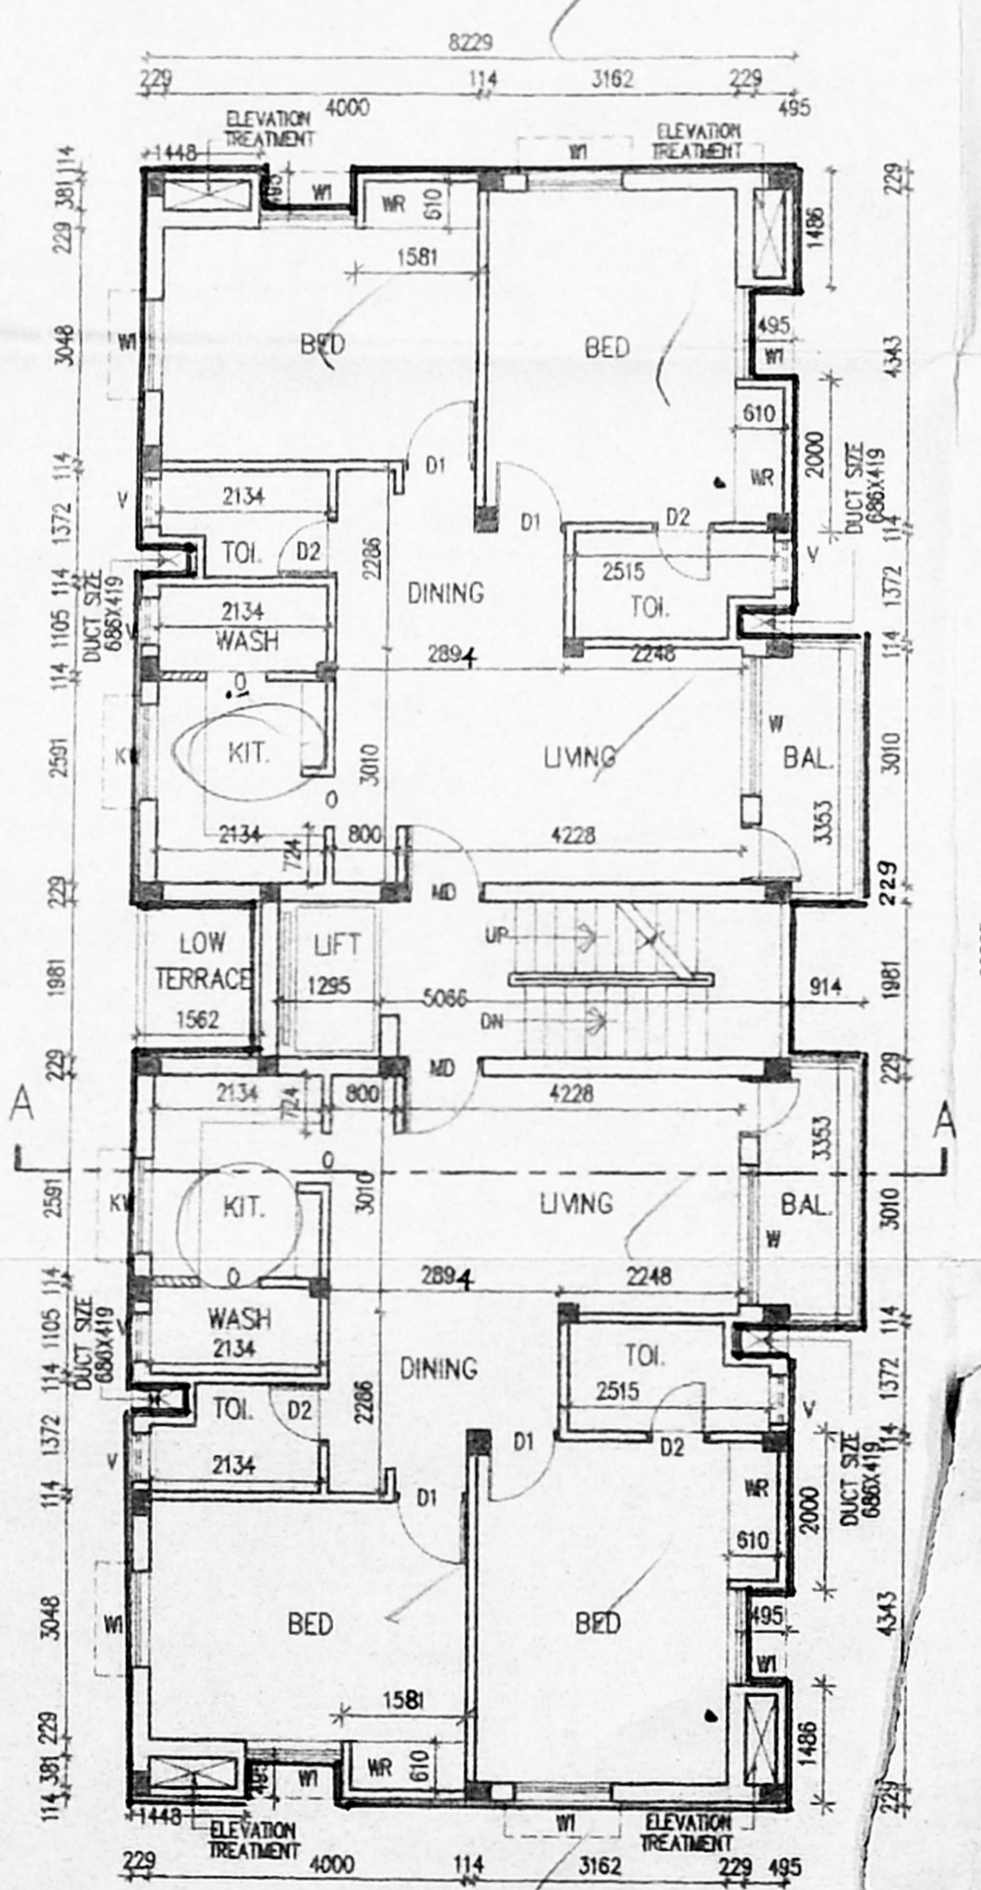 8229
229 114 3162 229
4000 495
ELEVATION
TREATMENT
ELEVATION
TREATMENT
1448
114
381
229
495
W1
WR
610
W1
229
1486
1581
3048
W1
BED
BED
495
W1
4343
610
2000
WR
DUCT SIZE
686X419
114
D1
V
2134
D1
D2
114
V
1372
TOI.
D2
2286
2515
TOI.
1372
DINING
114
DUCT SIZE
686X419
1105
V
2134
WASH
2894
2248
114
114
O
W
KIT.
LIVING
BAL.
2591
KW
3010
3010
O
3353
2134
724
800
4228
229
MD
229
LOW
TERRACE
LIFT
UP
1981
1295
5066
914
1981
1562
DN
229
MD
229
A
2134
724
800
4228
A
3353
O
2591
KW
KIT.
3010
LIVING
BAL.
3010
W
114
O
2894
2248
1105
V
WASH
2134
DUCT SIZE
686X419
114
114
DINING
TOI.
2515
1372
TOI.
D2
2286
V
1372
V
2134
D1
D2
114
114
D1
WR
2000
DUCT SIZE
686X419
610
3048
W1
BED
BED
495
W1
4343
1581
229
1486
381
495
W1
WR
610
114
229
1448
ELEVATION
TREATMENT
W1
ELEVATION
TREATMENT
229 4000 114 3162 229 495